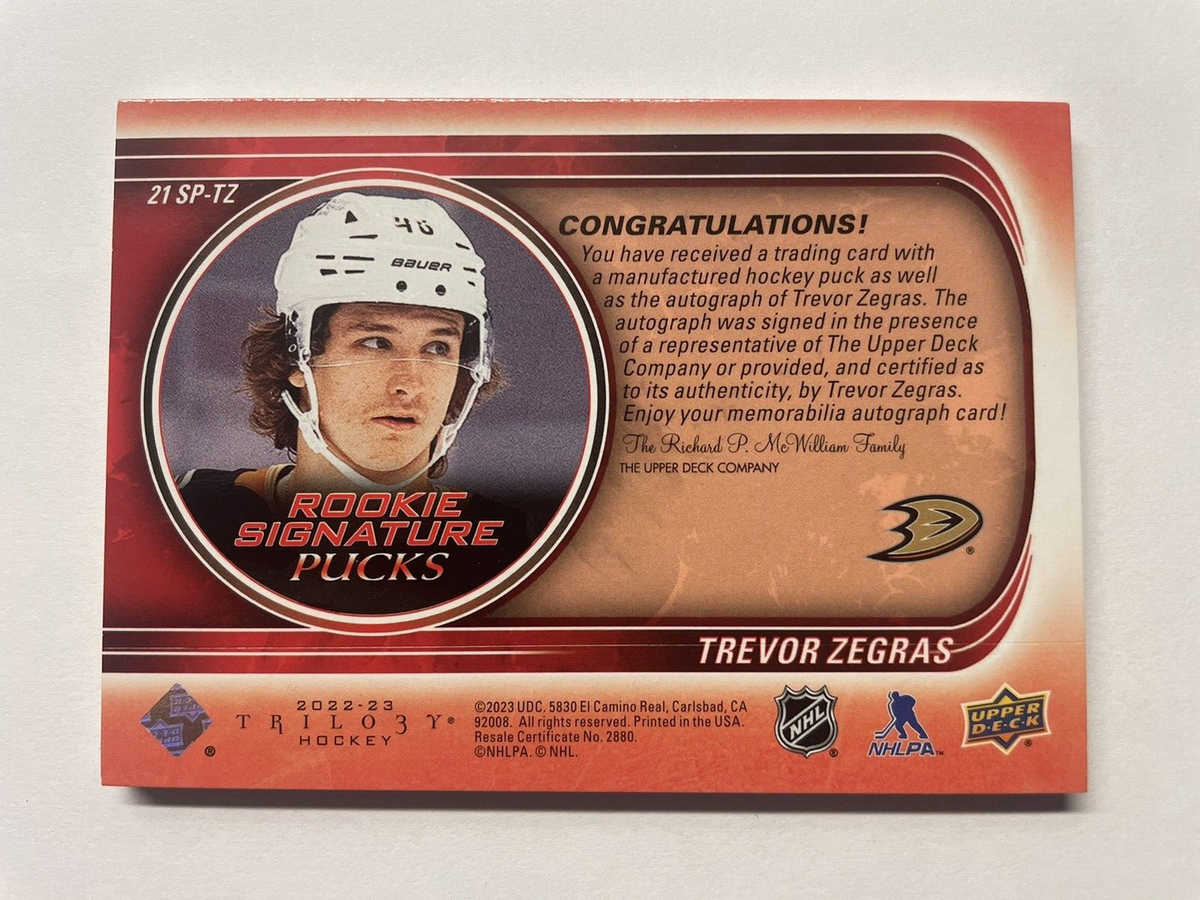 21 SP-TZ
46
BAUER
CONGRATULATIONS!
You have received a trading card with
a manufactured hockey puck as well
as the autograph of Trevor Zegras. The
autograph was signed in the presence
of a representative of The Upper Deck
Company or provided, and certified as
to its authenticity, by Trevor Zegras.
Enjoy your memorabilia autograph card!
The Richard P. McWilliam Family
THE UPPER DECK COMPANY
ROOKIE
SIGNATURE
PUCKS
®
TREVOR ZEGRAS
®
2022-23
TRILO3Y®
HOCKEY
©2023 UDC. 5830 El Camino Real, Carlsbad, CA
92008. All rights reserved. Printed in the USA.
Resale Certificate No. 2880.
©NHLPA. © NHL.
NHL ®
NHLPA™
UPPER
D·E·C·K ®